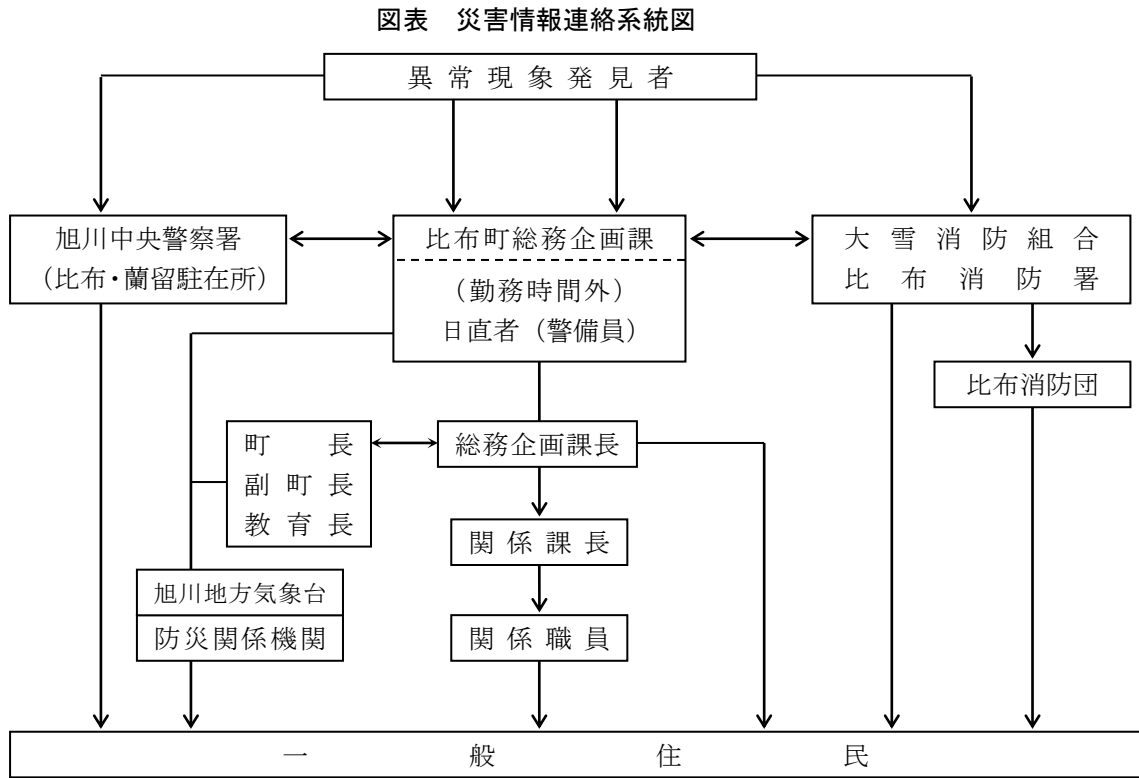 図表 災害情報連絡系統図
異常現象発見者
旭川中央警察署
（比布・蘭留駐在所）
比布町総務企画課
（勤務時間外）
日直者（警備員）
大雪消防組合
比布消防署
比布消防団
町長
副町長
教育長
総務企画課長
関係課長
旭川地方気象台
防災関係機関
関係職員
一般住民